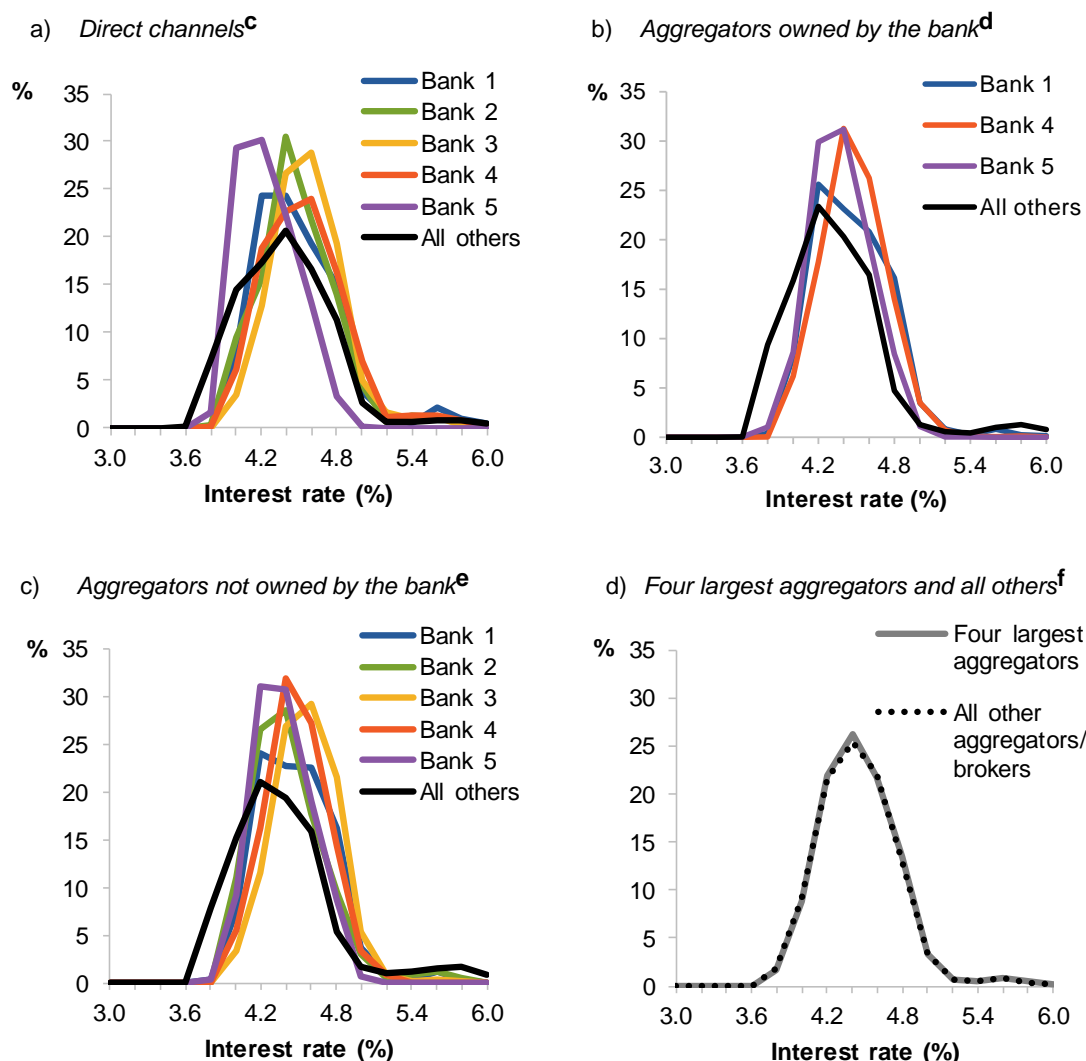 a) Direct channelsc
%
35
30
25
20
15
10
5
0
Bank 1
Bank 2
Bank 3
Bank 4
Bank 5
All others
3.0 3.6 4.2 4.8 5.4 6.0
Interest rate (%)
b) Aggregators owned by the bankd
%
35
30
25
20
15
10
5
0
Bank 1
Bank 4
Bank 5
All others
3.0 3.6 4.2 4.8 5.4 6.0
Interest rate (%)
c) Aggregators not owned by the banke
%
35
30
25
20
15
10
5
0
Bank 1
Bank 2
Bank 3
Bank 4
Bank 5
All others
3.0 3.6 4.2 4.8 5.4 6.0
Interest rate (%)
d) Four largest aggregators and all othersf
%
35
30
25
20
15
10
5
0
Four largest
aggregators
All other
aggregators/
brokers
3.0 3.6 4.2 4.8 5.4 6.0
Interest rate (%)